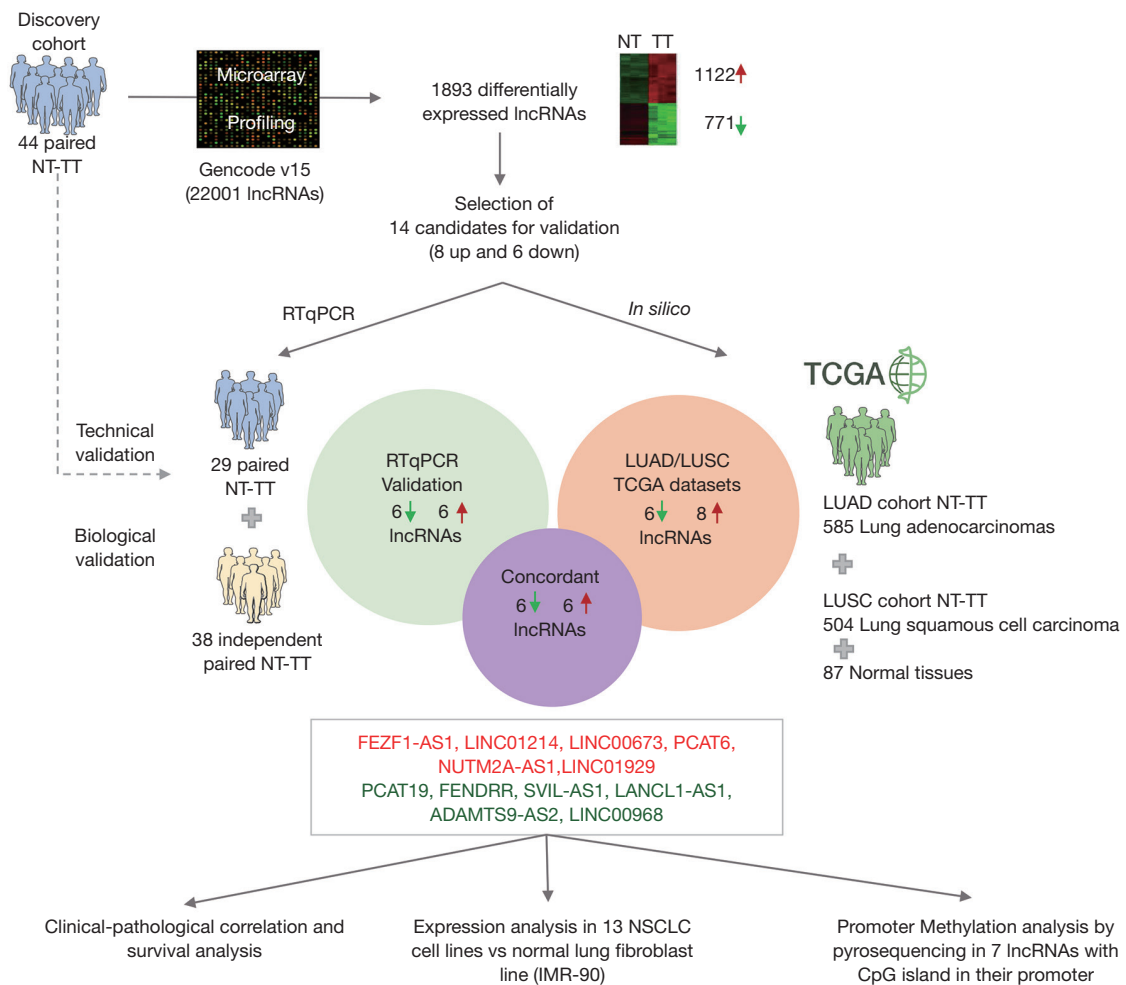 Discovery
cohort
44 paired
NT-TT
Microarray
Profiling
Gencode v15
(22001 lncRNAs)
1893 differentially
expressed lncRNAs
NT TT
1122
771
Selection of
14 candidates for validation
(8 up and 6 down)
RTqPCR
In silico
Technical
validation
Biological
validation
29 paired
NT-TT
38 independent
paired NT-TT
RTqPCR
Validation
6 6
lncRNAs
LUAD/LUSC
TCGA datasets
6 8
lncRNAs
Concordant
6 6
lncRNAs
TCGA
LUAD cohort NT-TT
585 Lung adenocarcinomas
LUSC cohort NT-TT
504 Lung squamous cell carcinoma
87 Normal tissues
FEZF1-AS1, LINC01214, LINC00673, PCAT6,
NUTM2A-AS1,LINC01929
PCAT19, FENDRR, SVIL-AS1, LANCL1-AS1,
ADAMTS9-AS2, LINC00968
Clinical-pathological correlation and
survival analysis
Expression analysis in 13 NSCLC
cell lines vs normal lung fibroblast
line (IMR-90)
Promoter Methylation analysis by
pyrosequencing in 7 lncRNAs with
CpG island in their promoter